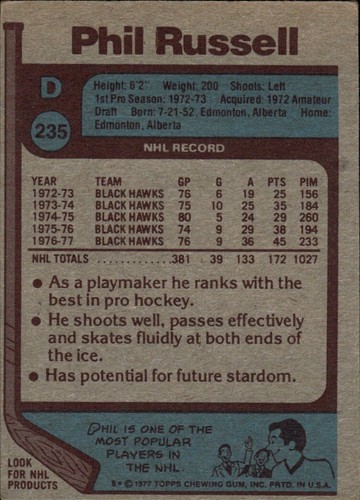 Phil Russell
D
235
Height: 6'2" Weight: 200 Shoots: Left
1st Pro Season: 1972-73 Acquired: 1972 Amateur
Draft Born: 7-21-52, Edmonton, Alberta Home:
Edmonton, Alberta
NHL RECORD
YEAR TEAM GP G A PTS PIM
1972-73 BLACK HAWKS 76 6 19 25 156
1973-74 BLACK HAWKS 75 10 25 35 184
1974-75 BLACK HAWKS 80 5 24 29 260
1975-76 BLACK HAWKS 74 9 29 38 194
1976-77 BLACK HAWKS 76 9 36 45 233
NHL TOTALS ............. 381 39 133 172 1027
● As a playmaker he ranks with the
best in pro hockey.
● He shoots well, passes effectively
and skates fluidly at both ends of
the ice.
● Has potential for future stardom.
PHIL IS ONE OF THE
MOST POPULAR
PLAYERS IN
THE NHL.
LOOK
FOR NHL
PRODUCTS
B* © 1977 TOPPS CHEWING GUM, INC. PRTD. IN U.S.A.